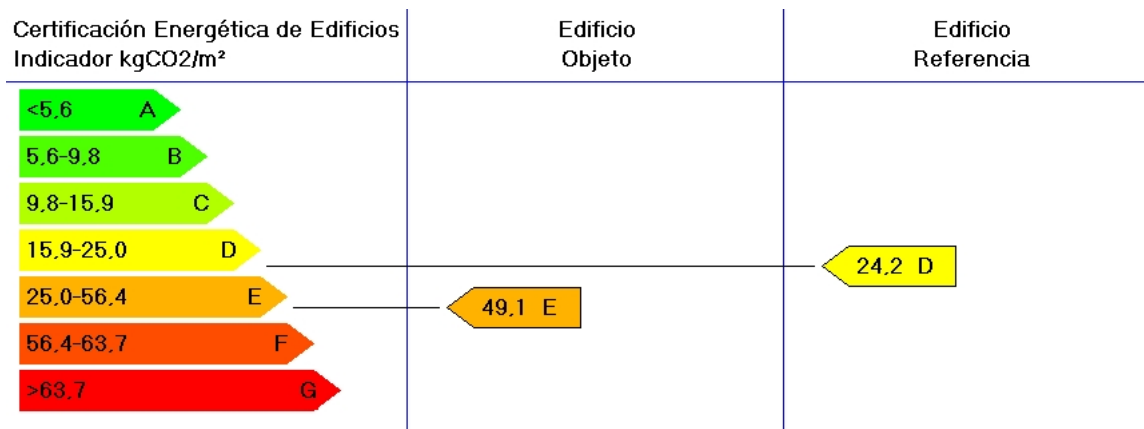 Certificación Energética de Edificios
Indicador kgCO2/m²
Edificio
Objeto
Edificio
Referencia
<5,6 A
5,6-9,8 B
9,8-15,9 C
15,9-25,0 D
24,2 D
25,0-56,4 E
49,1 E
56,4-63,7 F
>63,7 G